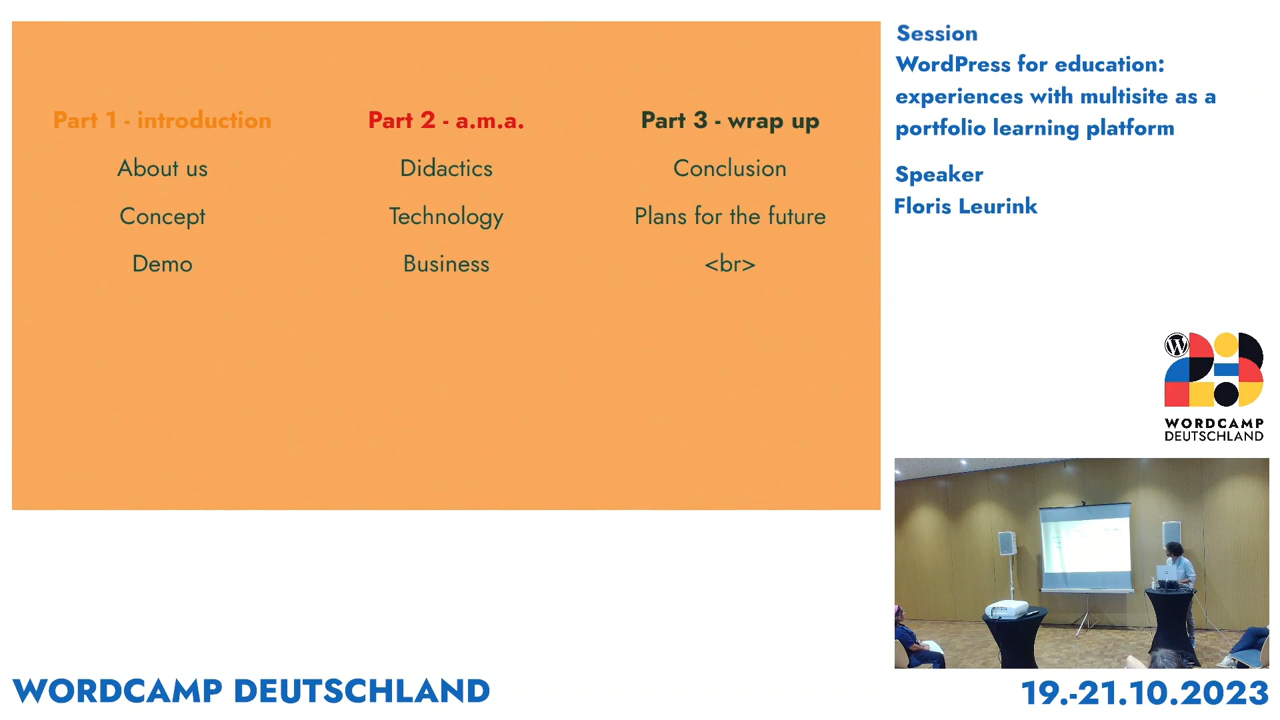 Part 1 - introduction
About us
Concept
Demo
Part 2 - a.m.a.
Didactics
Technology
Business
Part 3 - wrap up
Conclusion
Plans for the future
<br>
Session
WordPress for education:
experiences with multisite as a
portfolio learning platform
Speaker
Floris Leurink
WORDCAMP
DEUTSCHLAND
WORDCAMP DEUTSCHLAND
19.-21.10.2023